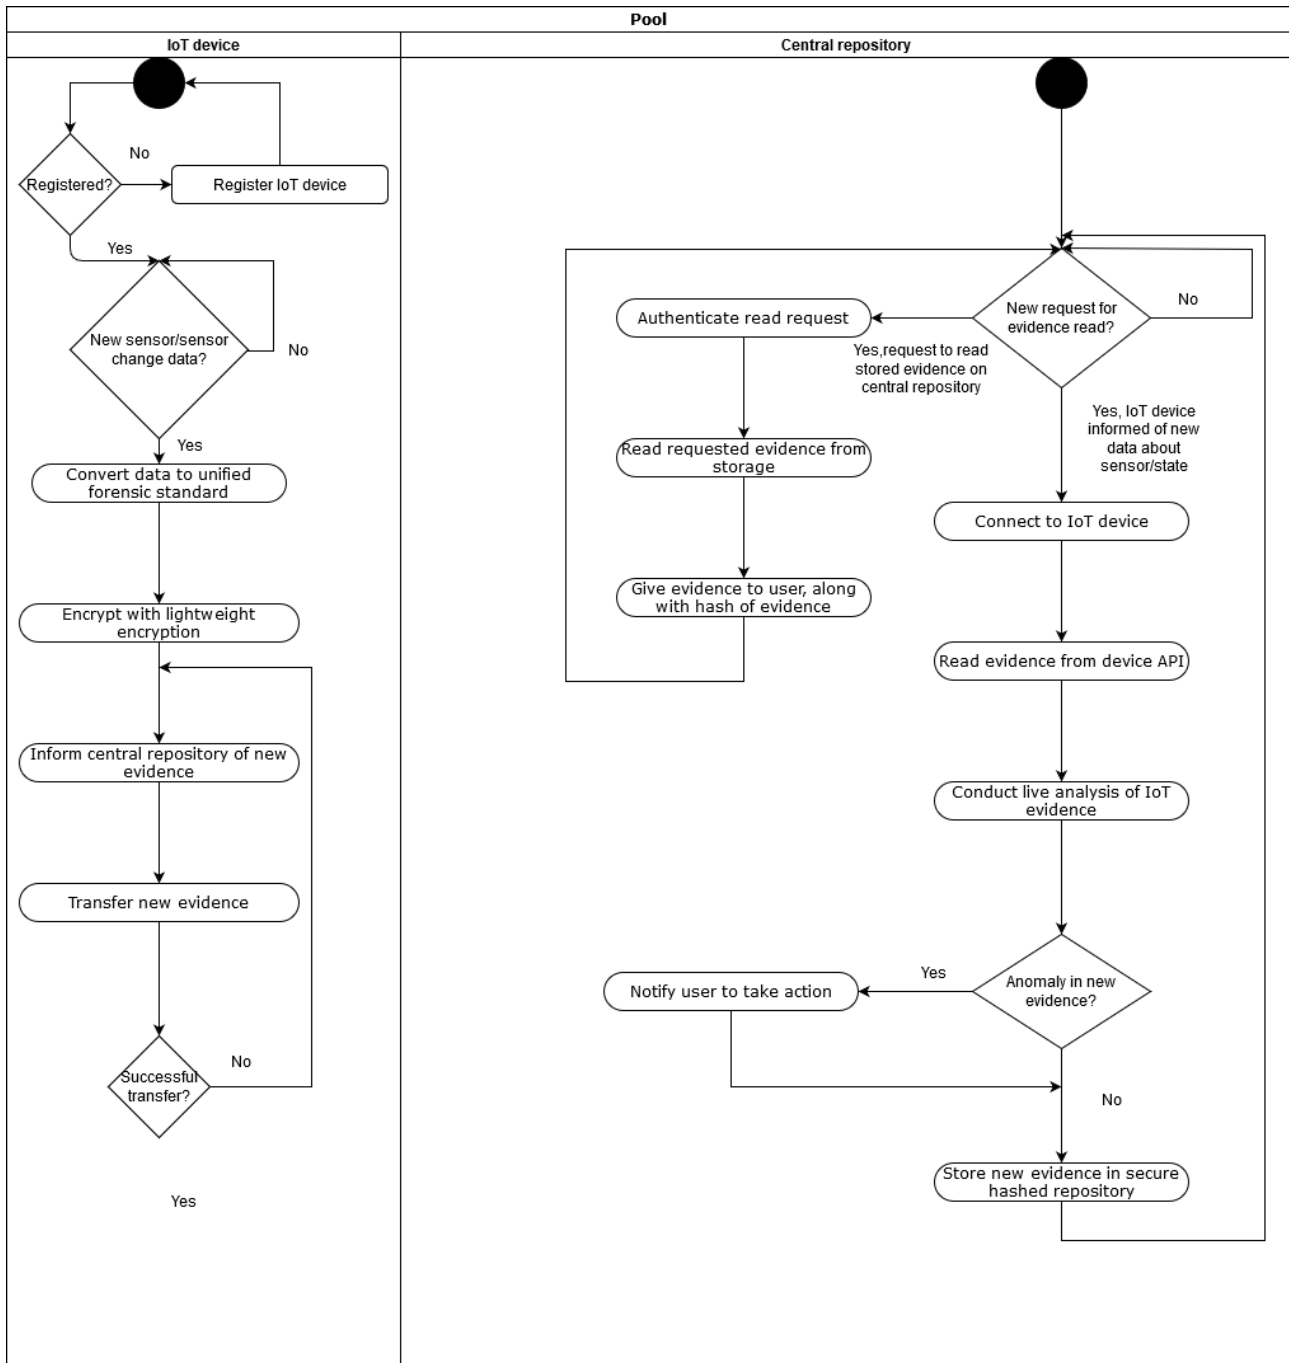 Pool
IoT device
Central repository
No
Registered?
Register IoT device
Yes
New sensor/sensor
change data?
No
Yes
Convert data to unified
forensic standard
Encrypt with lightweight
encryption
Inform central repository of new
evidence
Transfer new evidence
No
Successful
transfer?
Yes
New request for
evidence read?
No
Authenticate read request
Yes,request to read
stored evidence on
central repository
Yes, IoT device
informed of new
data about
sensor/state
Read requested evidence from
storage
Give evidence to user, along
with hash of evidence
Connect to IoT device
Read evidence from device API
Conduct live analysis of IoT
evidence
Anomaly in new
evidence?
Yes
Notify user to take action
No
Store new evidence in secure
hashed repository